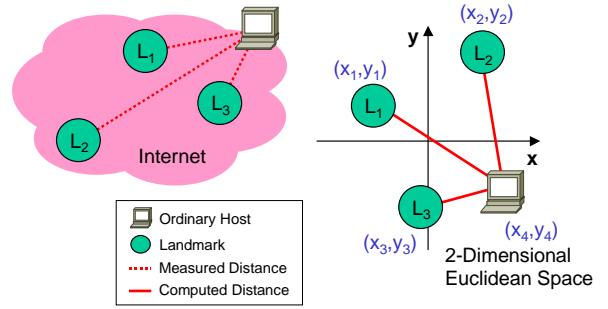 L1
L3
L2
Internet
Ordinary Host
Landmark
Measured Distance
Computed Distance
y
(x2,y2)
L2
(x1,y1)
L1
x
L3
(x3,y3)
(x4,y4)
2-Dimensional
Euclidean Space